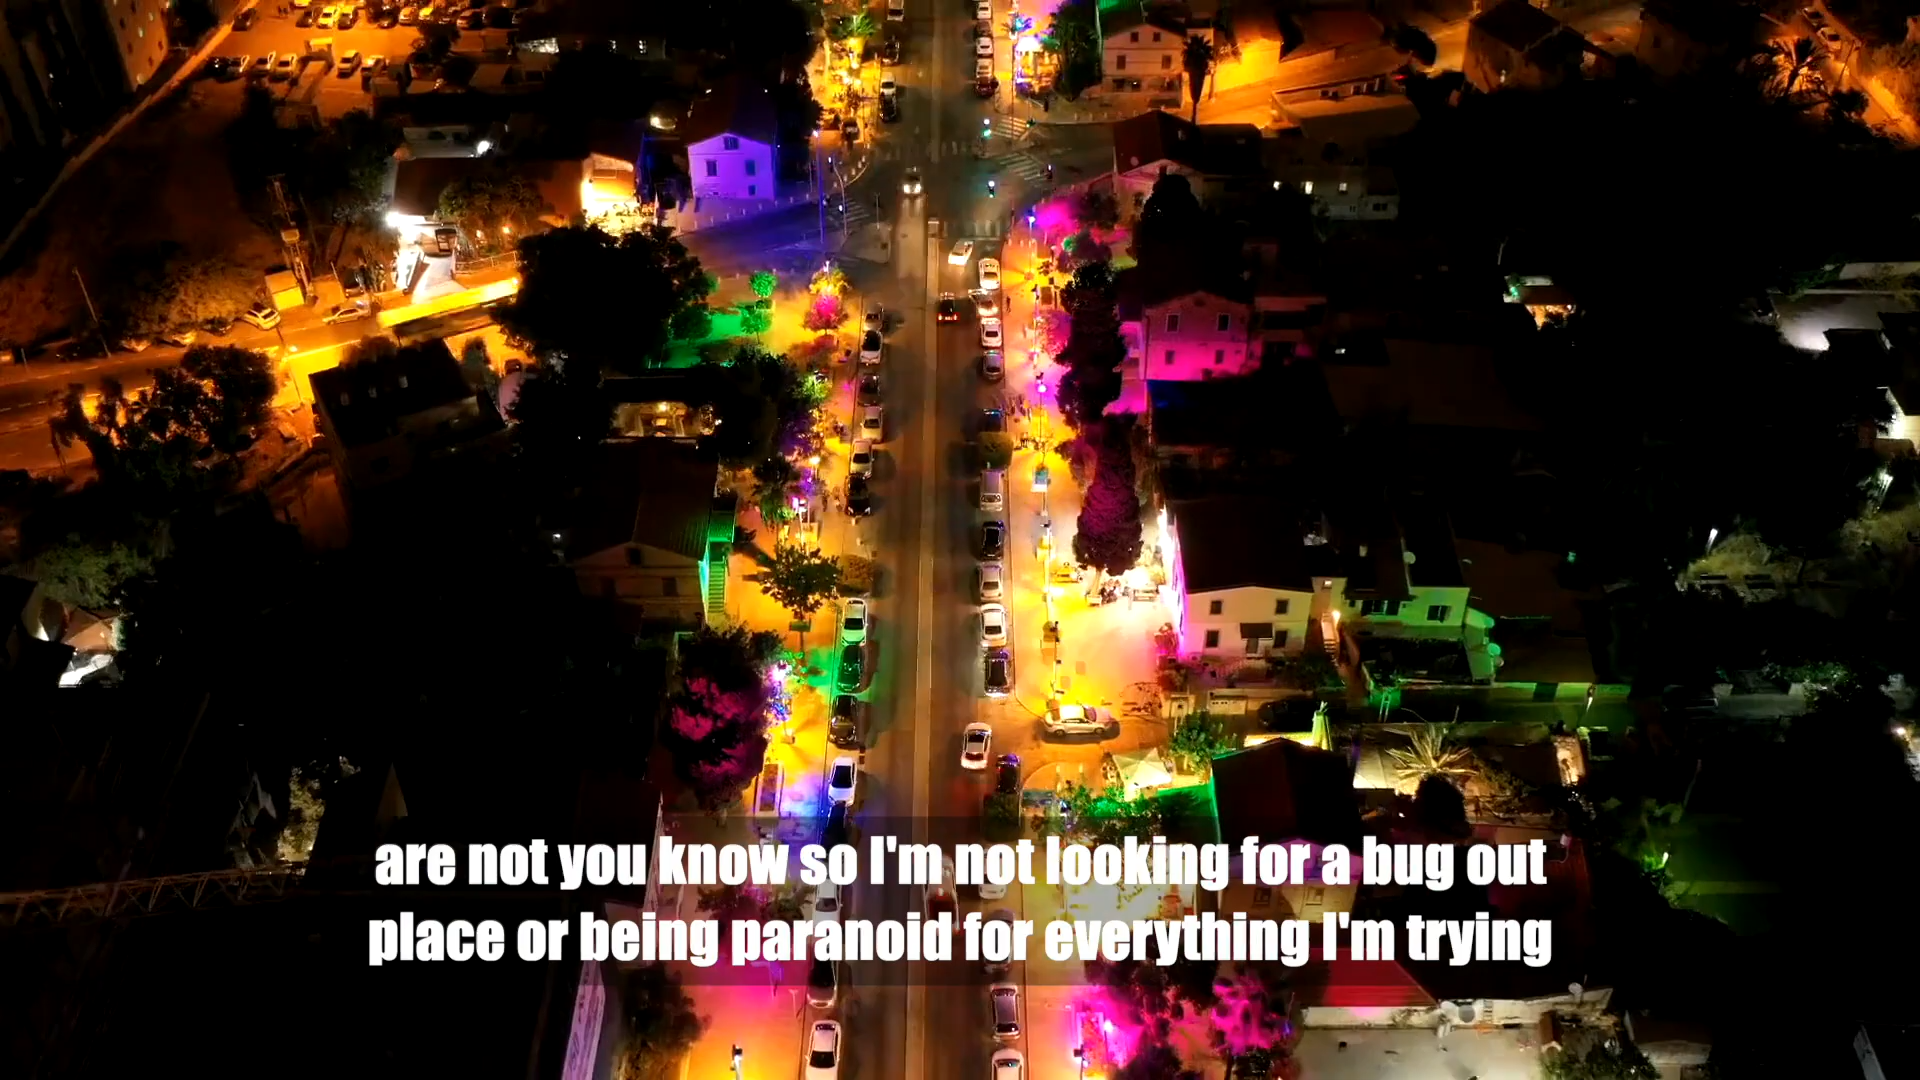 are not you know so I'm not looking for a bug out
place or being paranoid for everything I'm trying